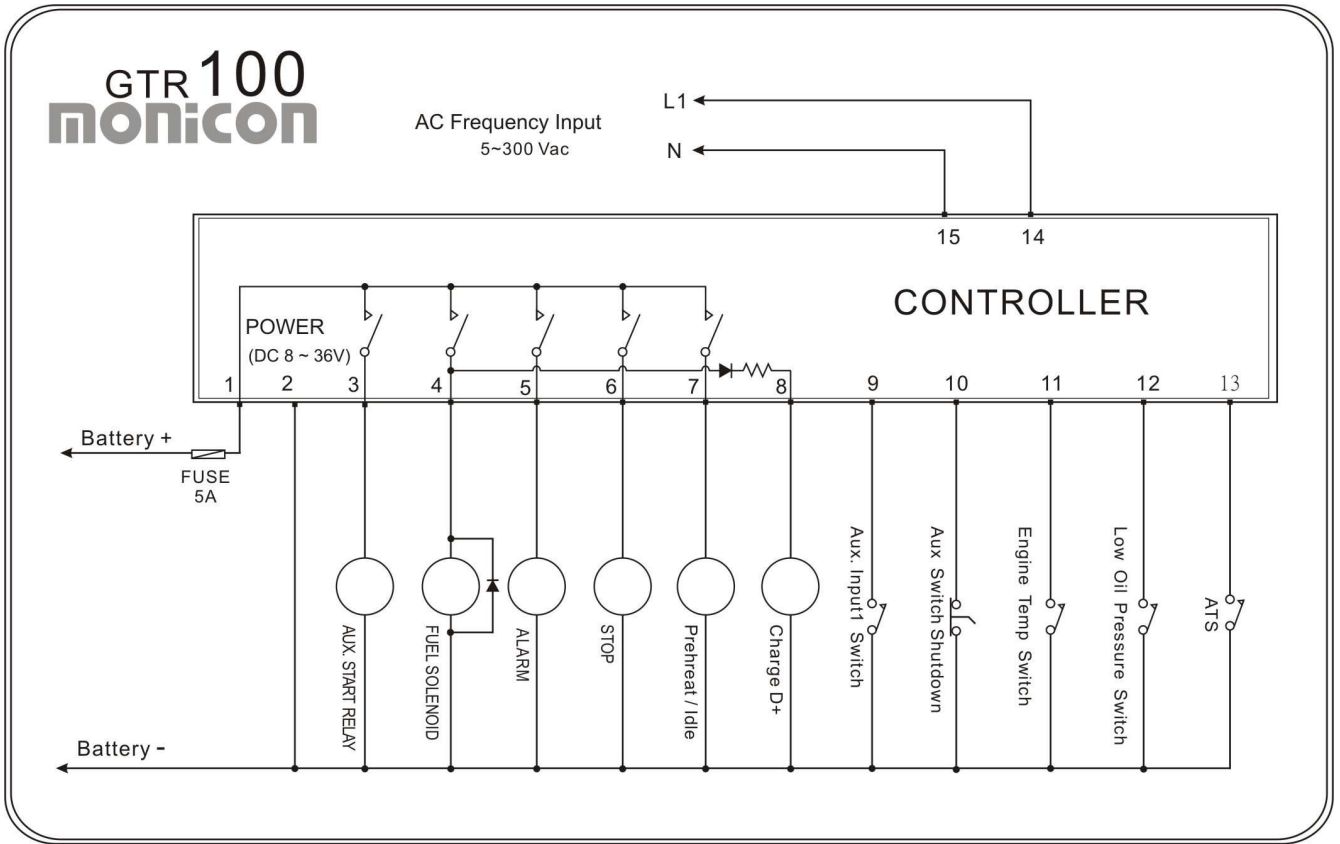 GTR 100
monicon
AC Frequency Input
5~300 Vac
L1
N
15
14
CONTROLLER
POWER
(DC 8 ~ 36V)
1
2
3
4
5
6
7
8
9
10
11
12
13
Battery +
FUSE
5A
AUX. START RELAY
FUEL SOLENOID
ALARM
STOP
Prehreat / Idle
Charge D+
Aux. Input1 Switch
Aux Switch Shutdown
Engine Temp Switch
Low Oil Pressure Switch
ATS
Battery -